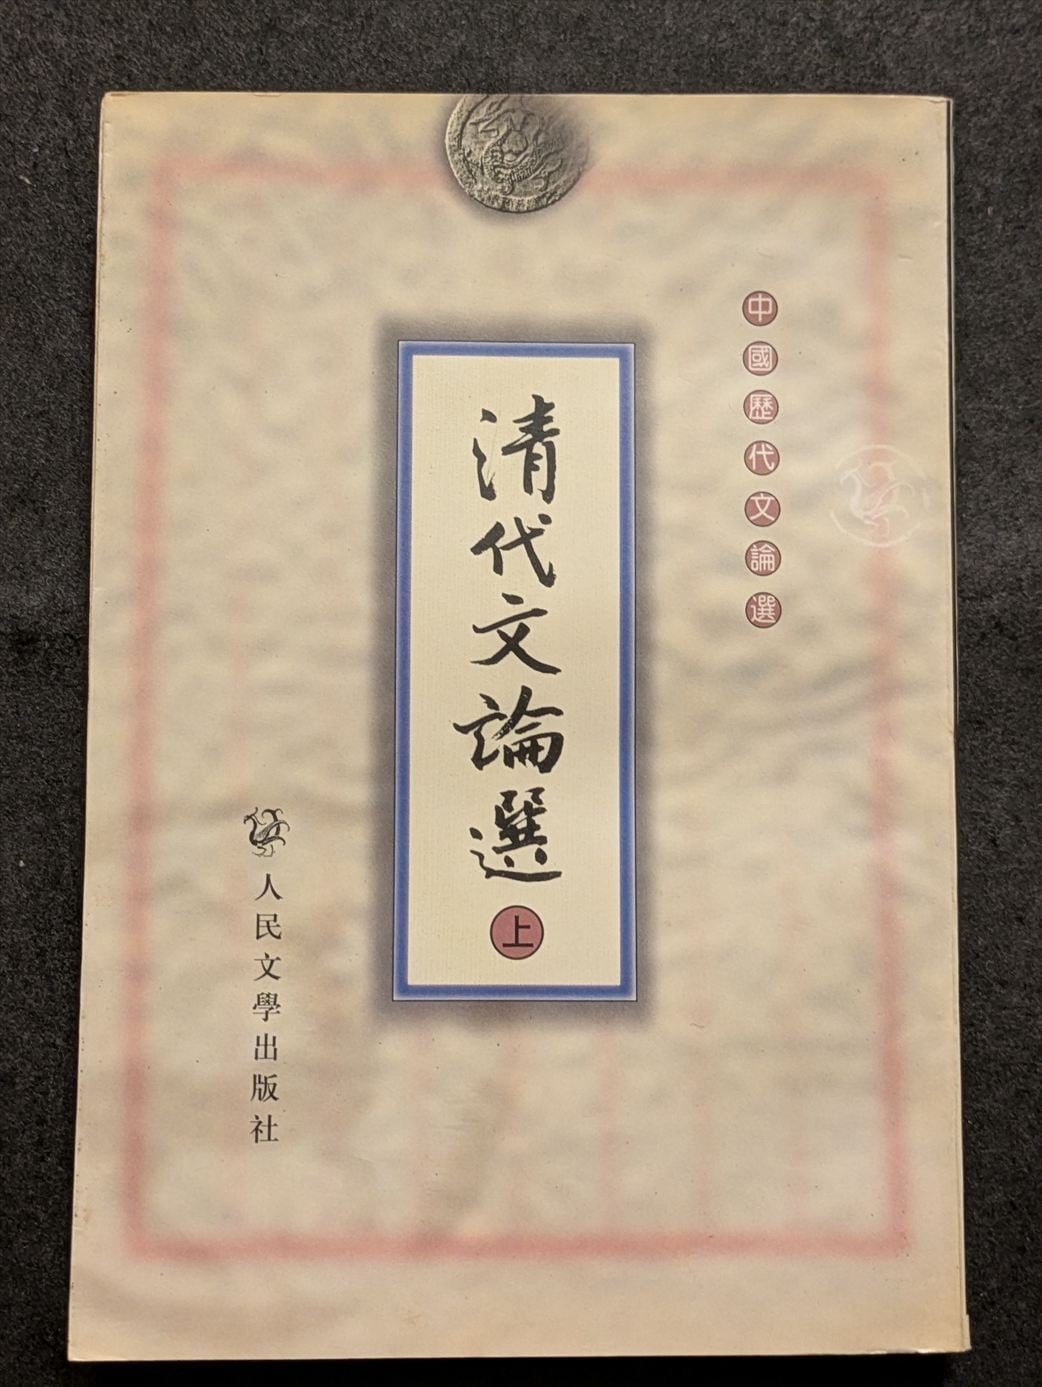 中國歷代文論選
清代文論選
上
人民文學出版社